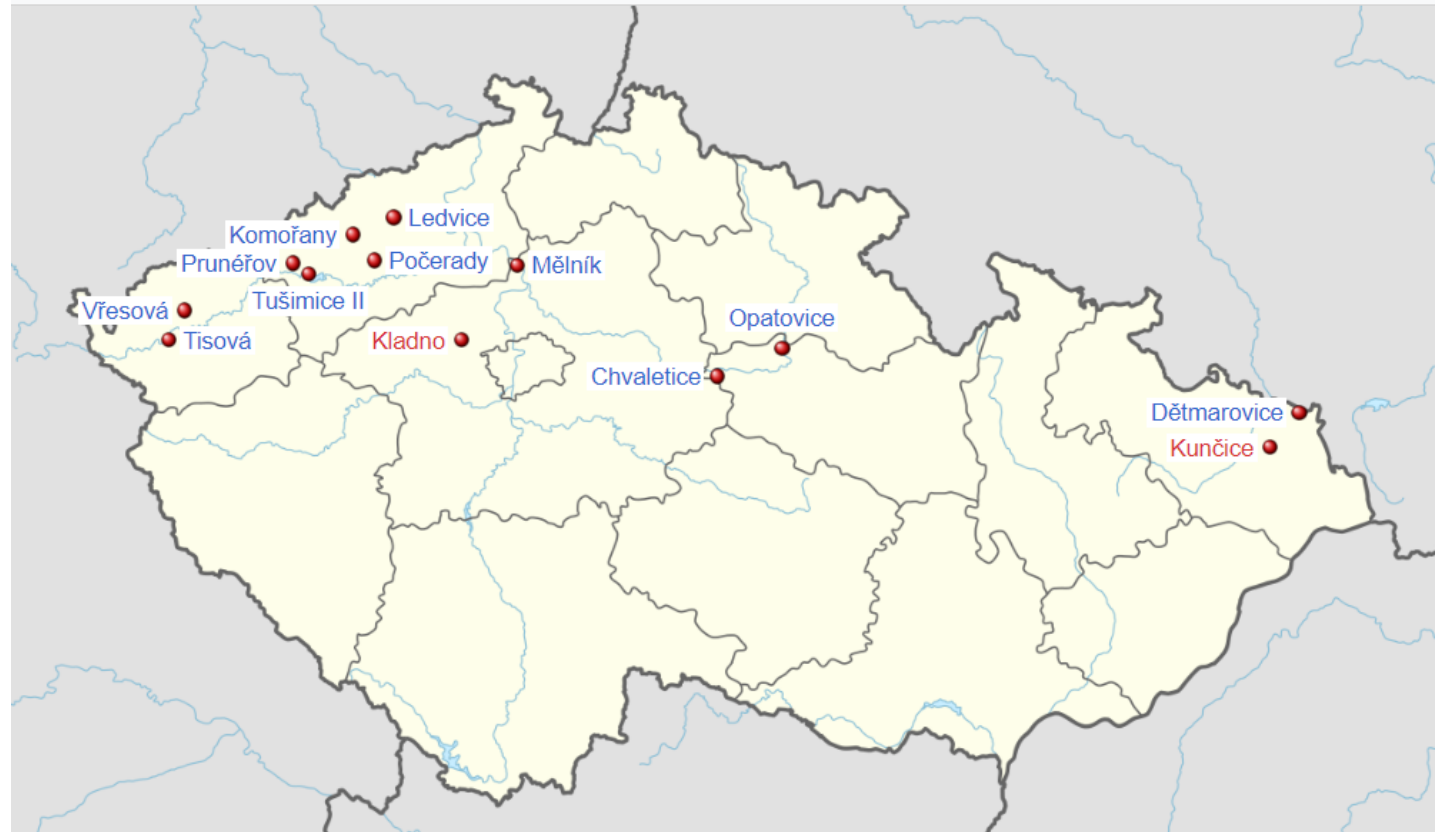 Ledvice
Komořany
Počerady
Prunéřov
Mělník
Tušimice II
Vřesová
Opatovice
Tisová
Kladno
Chvaletice
Dětmarovice
Kunčice